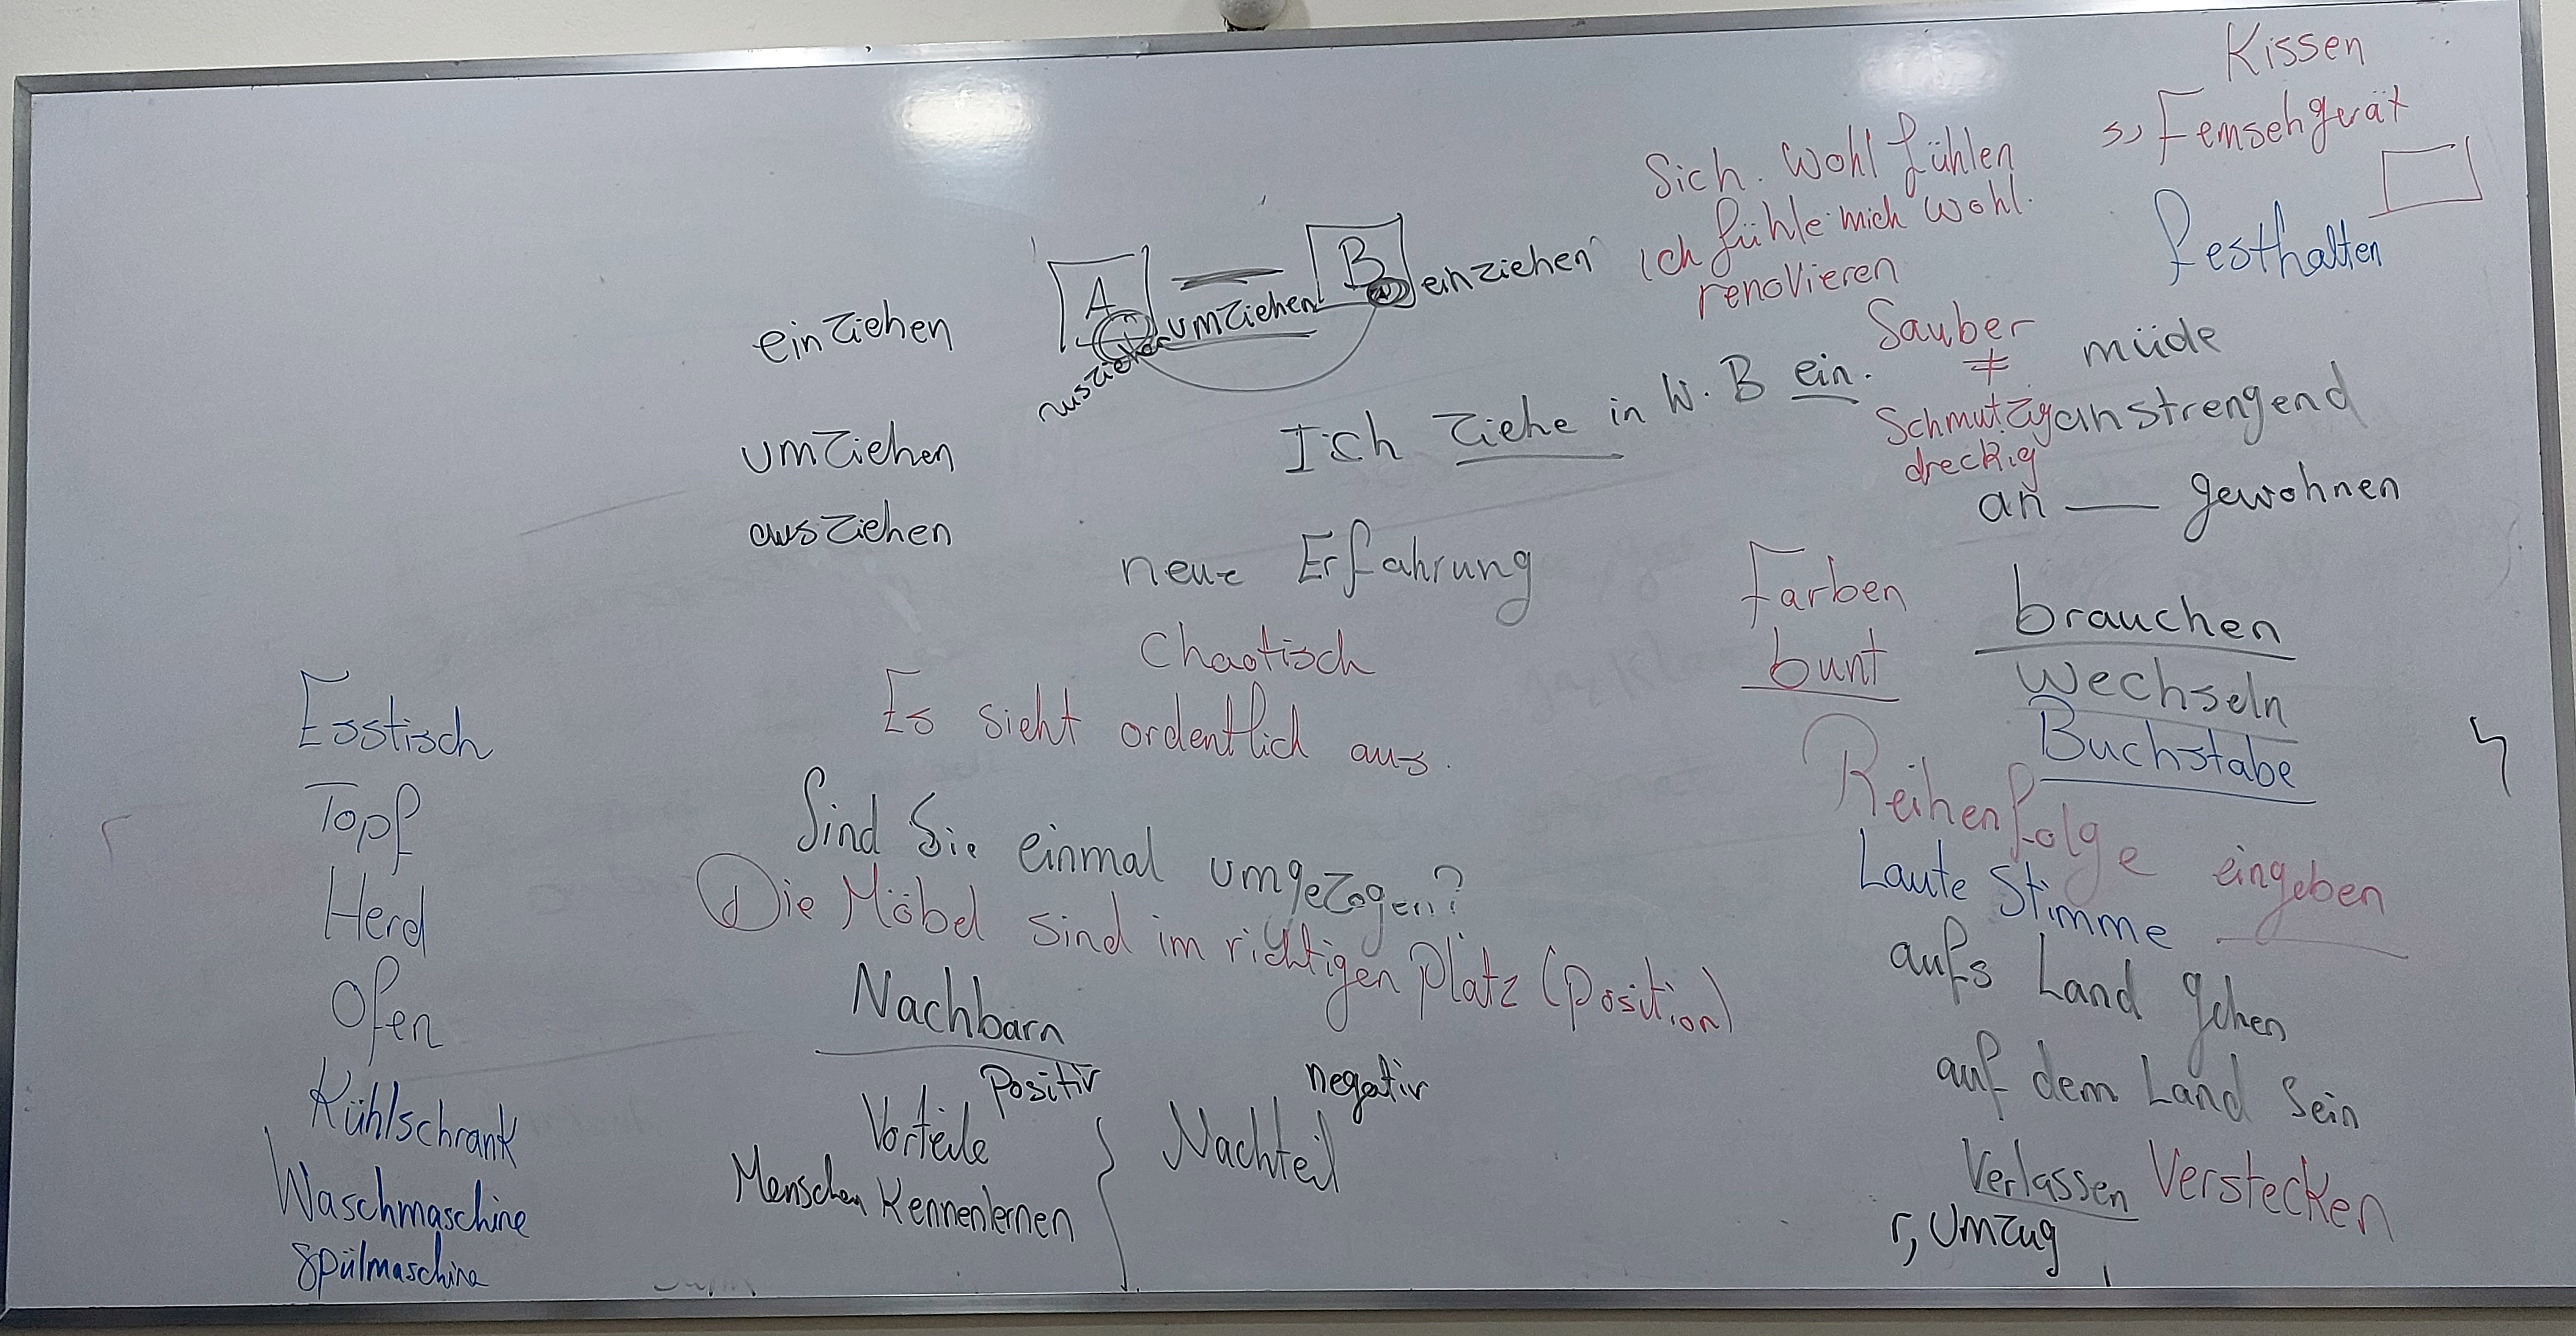 Kissen
s, Fernsehgerät
Sich wohl fühlen
ich fühle mich wohl.
festhalten
renovieren
A
B
einziehen
umziehen
ausziehen
einziehen
Sauber
≠
Schmutzig
dreckig
müde
anstrengend
Ich ziehe in W. B ein.
umziehen
ausziehen
an — gewohnen
neue Erfahrung
Chaotisch
Farben
bunt
brauchen
Wechseln
Buchstabe
Es sieht ordentlich aus.
Esstisch
Topf
Herd
Ofen
Kühlschrank
Waschmaschine
Spülmaschine
Sind Sie einmal umgezogen?
Die Möbel sind im richtigen Platz (Position)
Nachbarn
positiv
negativ
Vorteile
Nachteil
Menschen Kennenlernen
Reihenfolge eingeben
Laute Stimme
aufs Land gehen
auf dem Land Sein
Verlassen Verstecken
r, Umzug